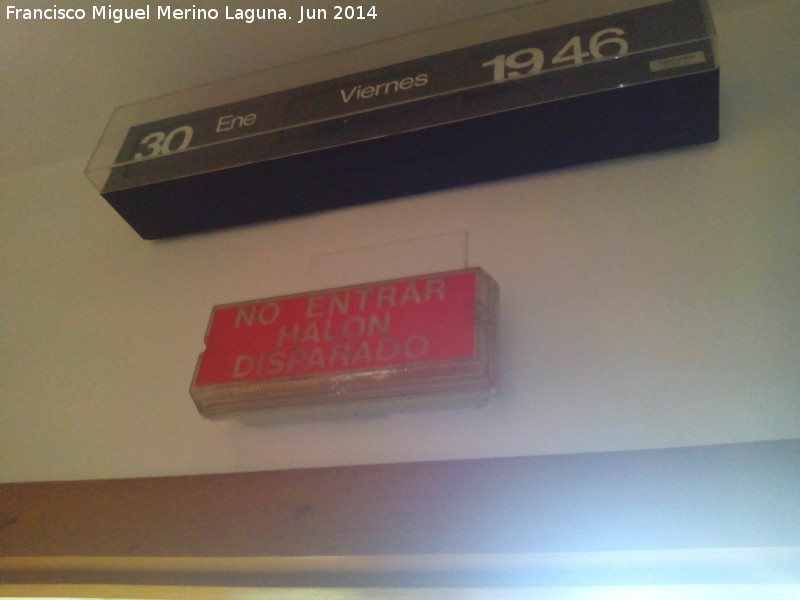 Francisco Miguel Merino Laguna. Jun 2014
30 Ene Viernes 1946
NO ENTRAR
HALON
DISPARADO